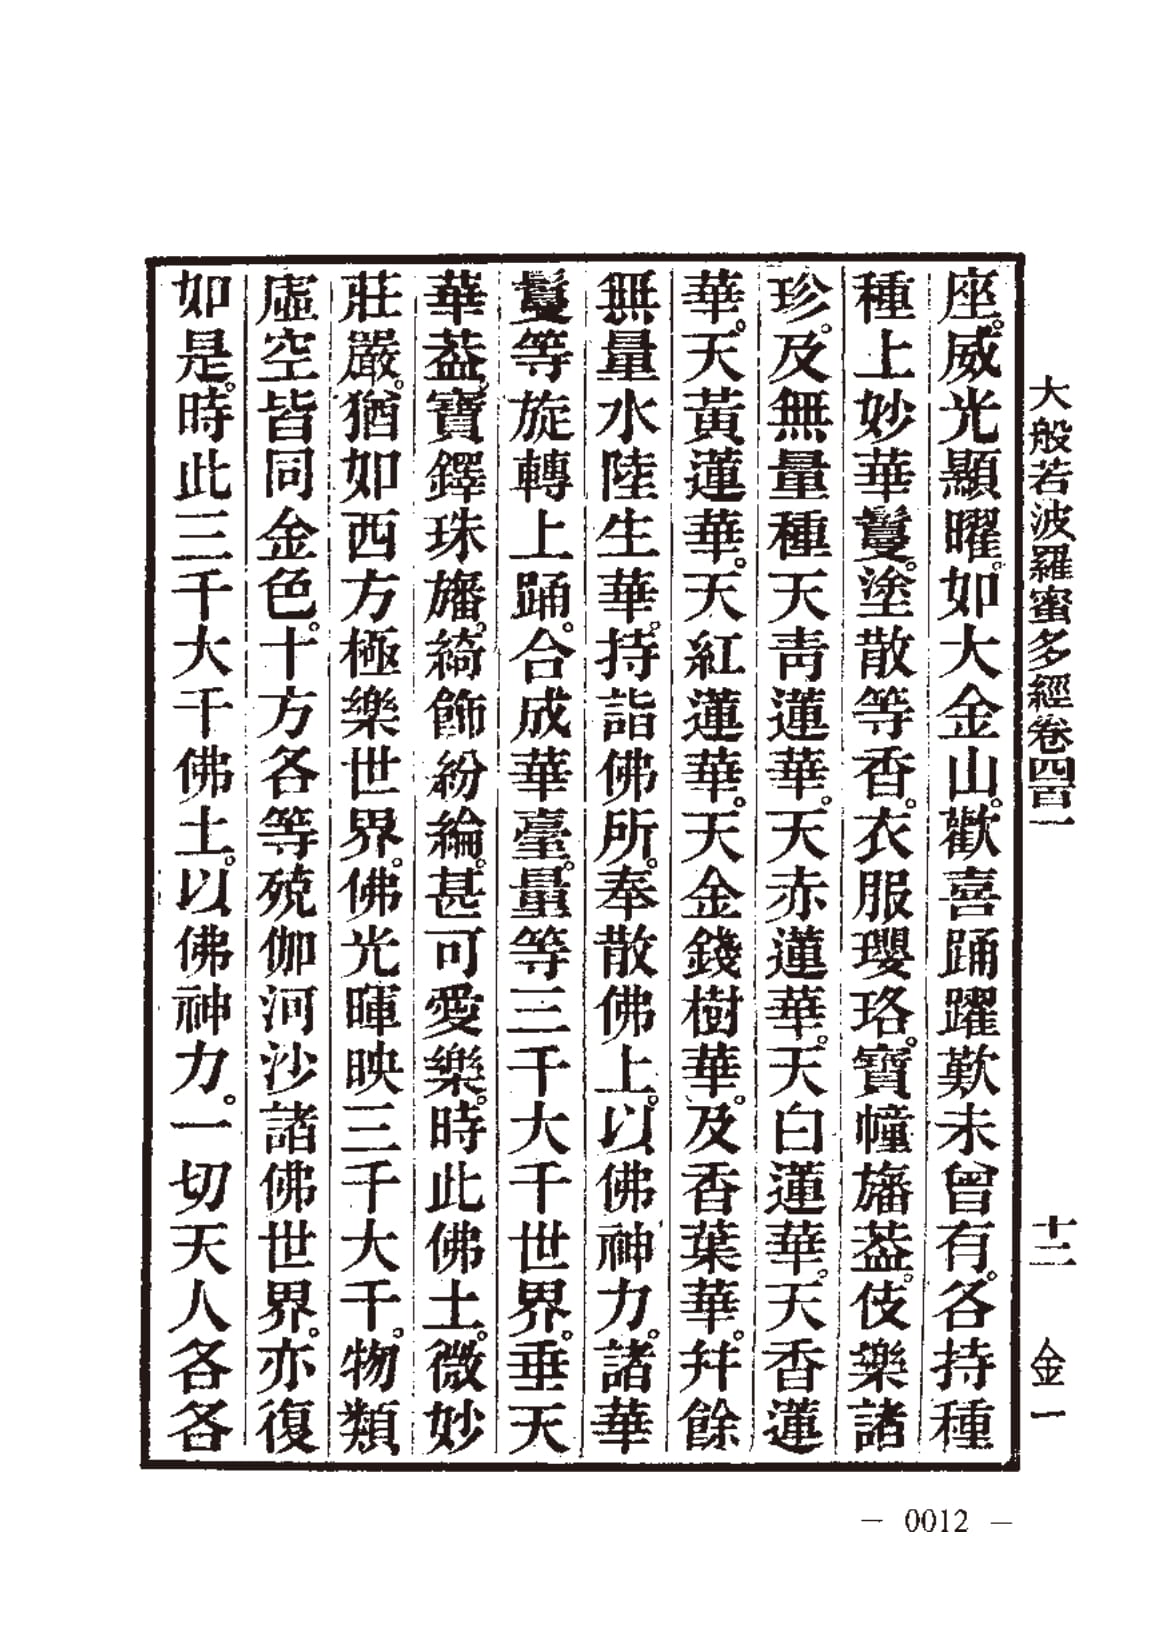 大般若波羅蜜多經卷四百一　十二　金一
座。威光顯曜。如大金山。歡喜踊躍歎未曾有。各持種
種上妙華鬘。塗散等香。衣服瓔珞。寶幢旛葢。伎樂諸
珍。及無量種天青蓮華。天赤蓮華。天白蓮華。天香蓮
華。天黃蓮華。天紅蓮華。天金錢樹華。及香葉華。幷餘
無量水陸生華。持詣佛所。奉散佛上。以佛神力。諸華
鬘等旋轉上踊。合成華臺。量等三千大千世界。垂天
華葢。寶鐸珠旛。綺飾紛綸。甚可愛樂。時此佛土。微妙
莊嚴。猶如西方極樂世界。佛光暉映三千大千。物類
虛空皆同金色。十方各等殑伽河沙諸佛世界。亦復
如是。時此三千大千佛土。以佛神力。一切天人各各
— 0012 —